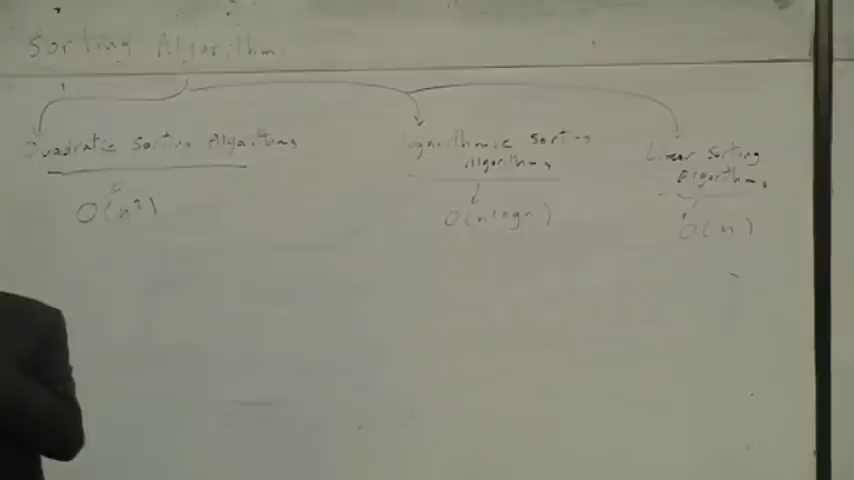 Sorting Algorithms
Quadratic Sorting Algorithms
O(n²)
Logarithmic Sorting
Algorithms
O(nlogn)
Linear Sorting
Algorithms
O(n)